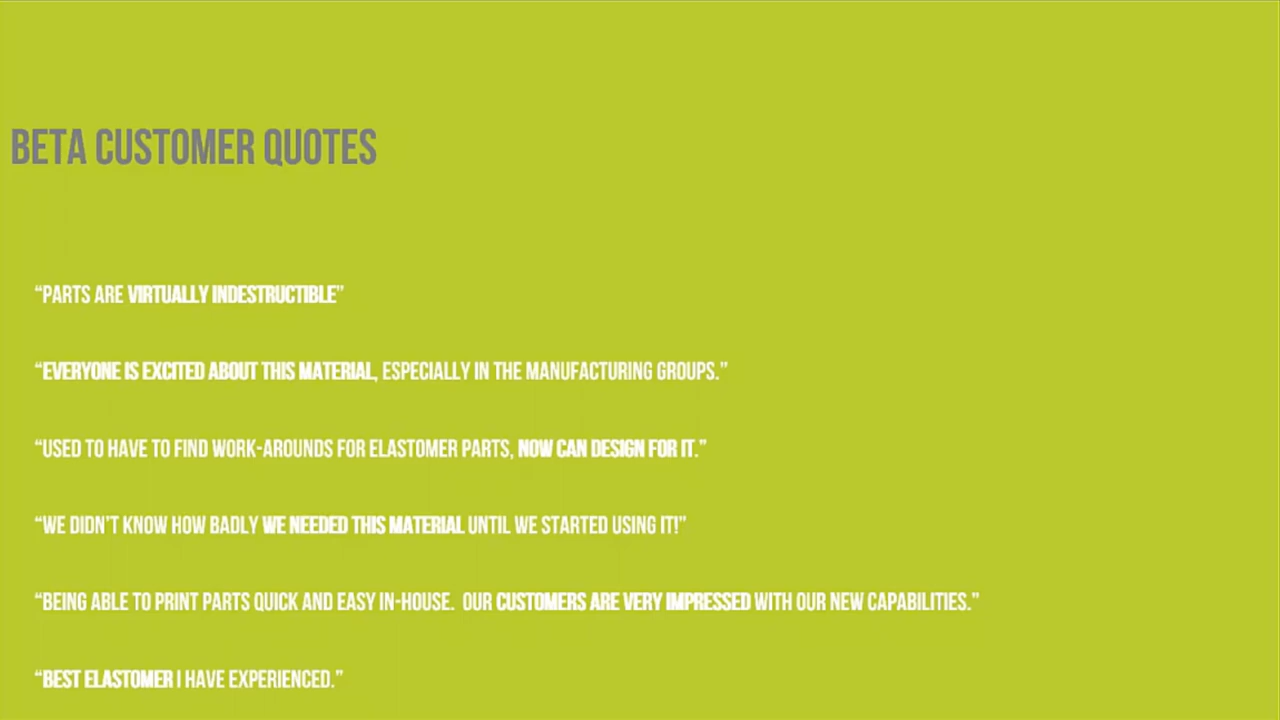 BETA CUSTOMER QUOTES
“PARTS ARE VIRTUALLY INDESTRUCTIBLE”
“EVERYONE IS EXCITED ABOUT THIS MATERIAL, ESPECIALLY IN THE MANUFACTURING GROUPS.”
“USED TO HAVE TO FIND WORK-AROUNDS FOR ELASTOMER PARTS, NOW CAN DESIGN FOR IT.”
“WE DIDN’T KNOW HOW BADLY WE NEEDED THIS MATERIAL UNTIL WE STARTED USING IT!”
“BEING ABLE TO PRINT PARTS QUICK AND EASY IN-HOUSE.  OUR CUSTOMERS ARE VERY IMPRESSED WITH OUR NEW CAPABILITIES.”
“BEST ELASTOMER I HAVE EXPERIENCED.”